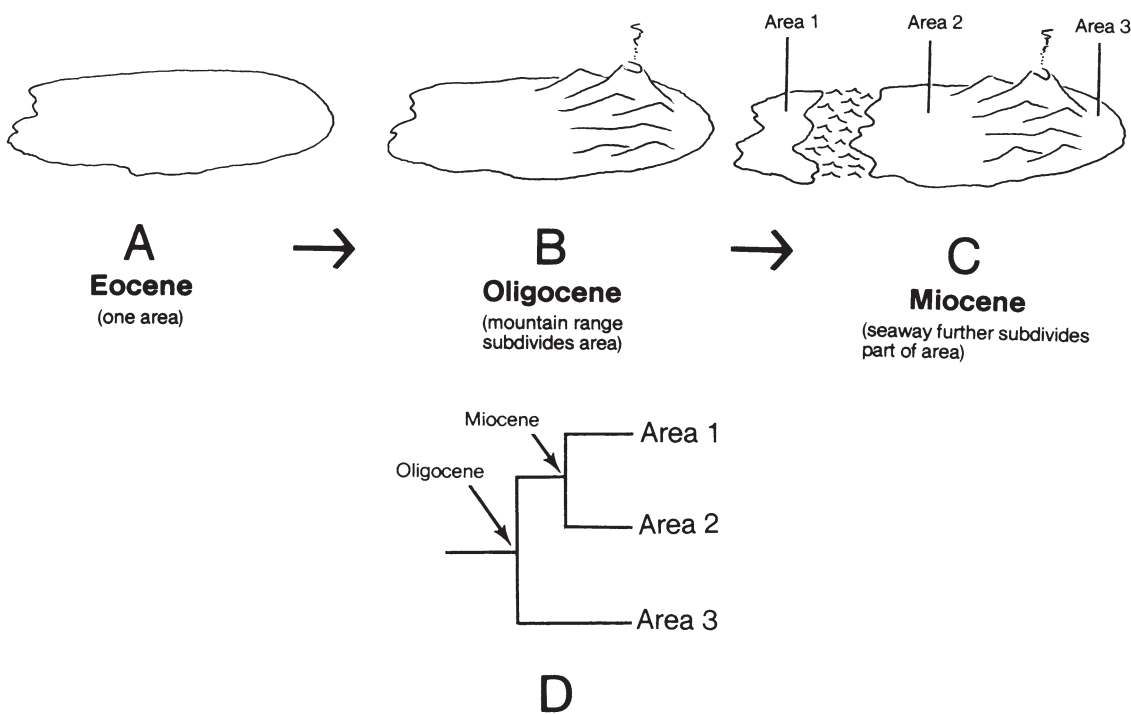 Area 1
Area 2
Area 3
A
Eocene
(one area)
B
Oligocene
(mountain range
subdivides area)
C
Miocene
(seaway further subdivides
part of area)
Miocene
Oligocene
Area 1
Area 2
Area 3
D